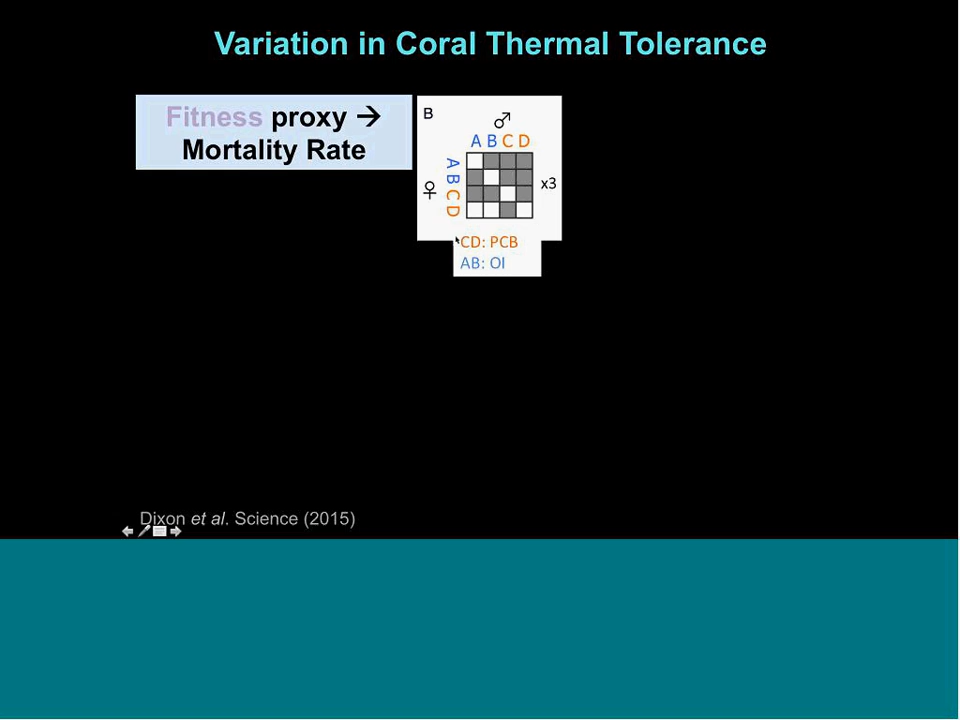 Variation in Coral Thermal Tolerance
Fitness proxy →
Mortality Rate
B
♂
A B C D
♀
A
B
C
D
x3
CD: PCB
AB: OI
Dixon et al. Science (2015)